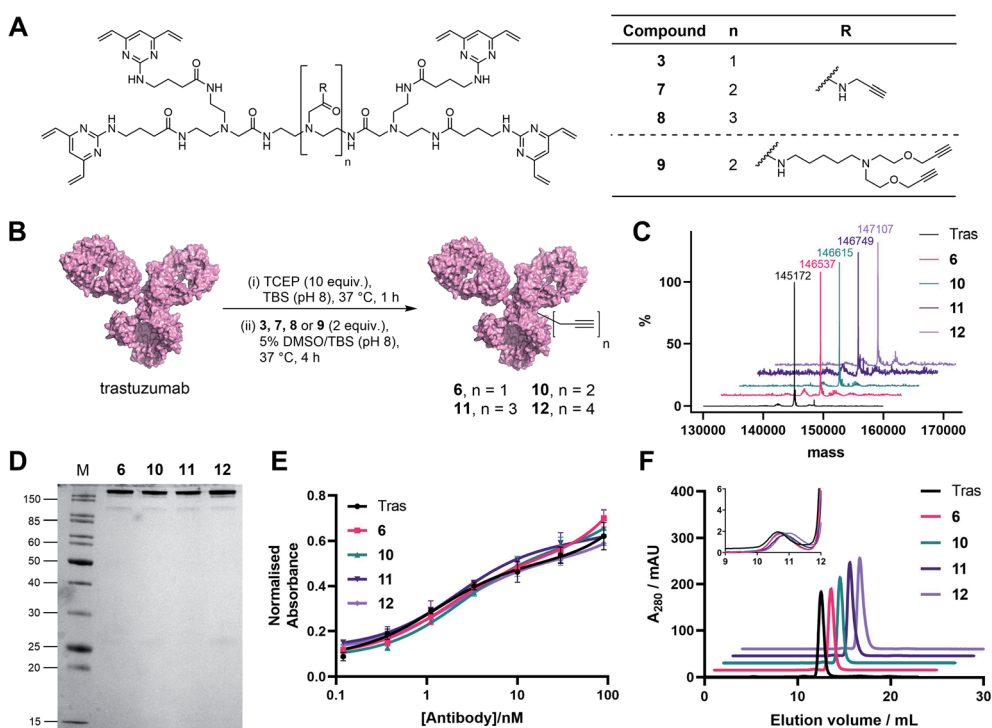 A
N
N
N
N
NH
HN
O
O
NH
HN
R
O
N
N
H
N
O
H
N
N
O
H
N
N
O
N
H
N
O
N
H
O
H
N
N
N
n
Compound n R
3 1
7 2
8 3
N
H
9 2
N
H
N
O
O
B
trastuzumab
(i) TCEP (10 equiv.),
TBS (pH 8), 37 °C, 1 h
(ii) 3, 7, 8 or 9 (2 equiv.),
5% DMSO/TBS (pH 8),
37 °C, 4 h
n
6, n = 1 10, n = 2
11, n = 3 12, n = 4
C
%
100
50
0
130000 140000 150000 160000 170000
mass
145172
146537
146615
146749
147107
Tras
6
10
11
12
D
M 6 10 11 12
150
85
60
50
40
30
25
20
15
E
Normalised
Absorbance
0.8
0.6
0.4
0.2
0.0
0.1 1 10 100
[Antibody]/nM
Tras
6
10
11
12
F
A280 / mAU
400
300
200
100
0
0 10 20 30
Elution volume / mL
6
4
2
0
9 10 11 12
Tras
6
10
11
12